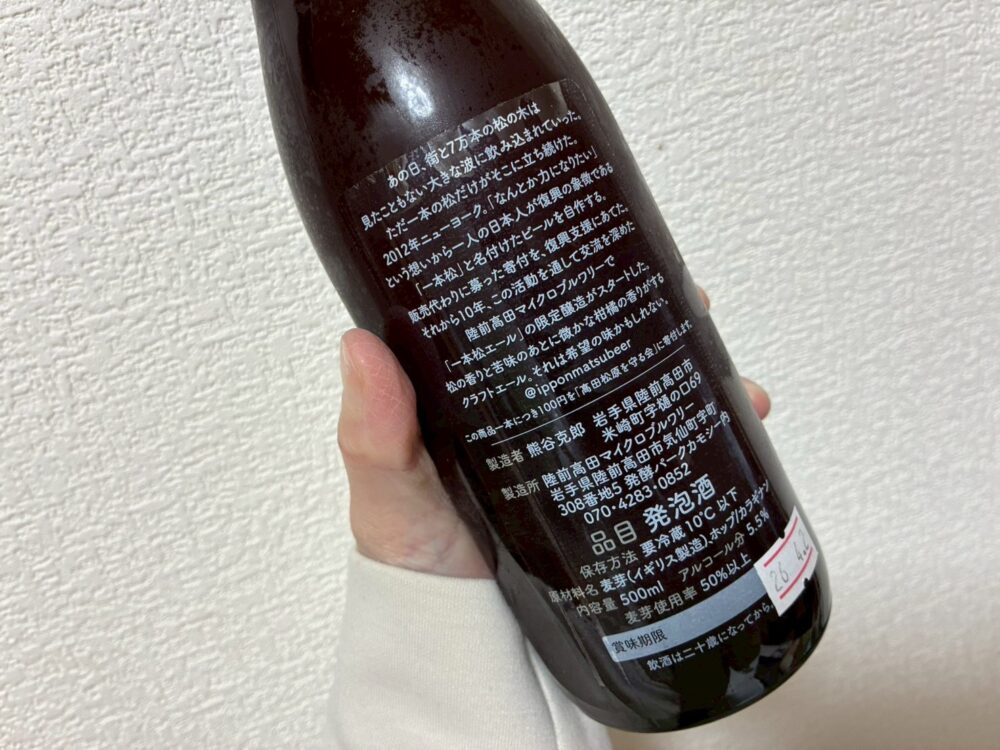 あの日、街と7万本の松の木は
見たこともない大きな波に飲み込まれていった。
ただ一本の松だけがそこに立ち続けた。
2012年ニューヨーク。「なんとか力になりたい」
という想いから一人の日本人が復興の象徴である
「一本松」と名付けたビールを自作する。
販売代わりに募った寄付を、復興支援にあてた。
それから10年、この活動を通して交流を深めた
陸前高田マイクロブルワリーで
「一本松エール」の限定醸造がスタートした。
松の香りと苦味のあとに微かな柑橘の香りがする
クラフトエール。それは希望の味かもしれない。
@ipponmatsubeer
この商品一本につき100円を「高田松原を守る会」に寄付します。
製造者 熊谷克郎 岩手県陸前高田市
米崎町字樋の口69
製造所 陸前高田マイクロブルワリー
岩手県陸前高田市気仙町字町
308番地5 発酵パークカモシー内
070・4283・0852
品目 発泡酒
保存方法 要冷蔵10℃以下
原材料名 麦芽(イギリス製造)、ホップ/カラギナン
内容量 500ml アルコール分 5.5%
麦芽使用率 50%以上
賞味期限
26 4.2
飲酒は二十歳になってから